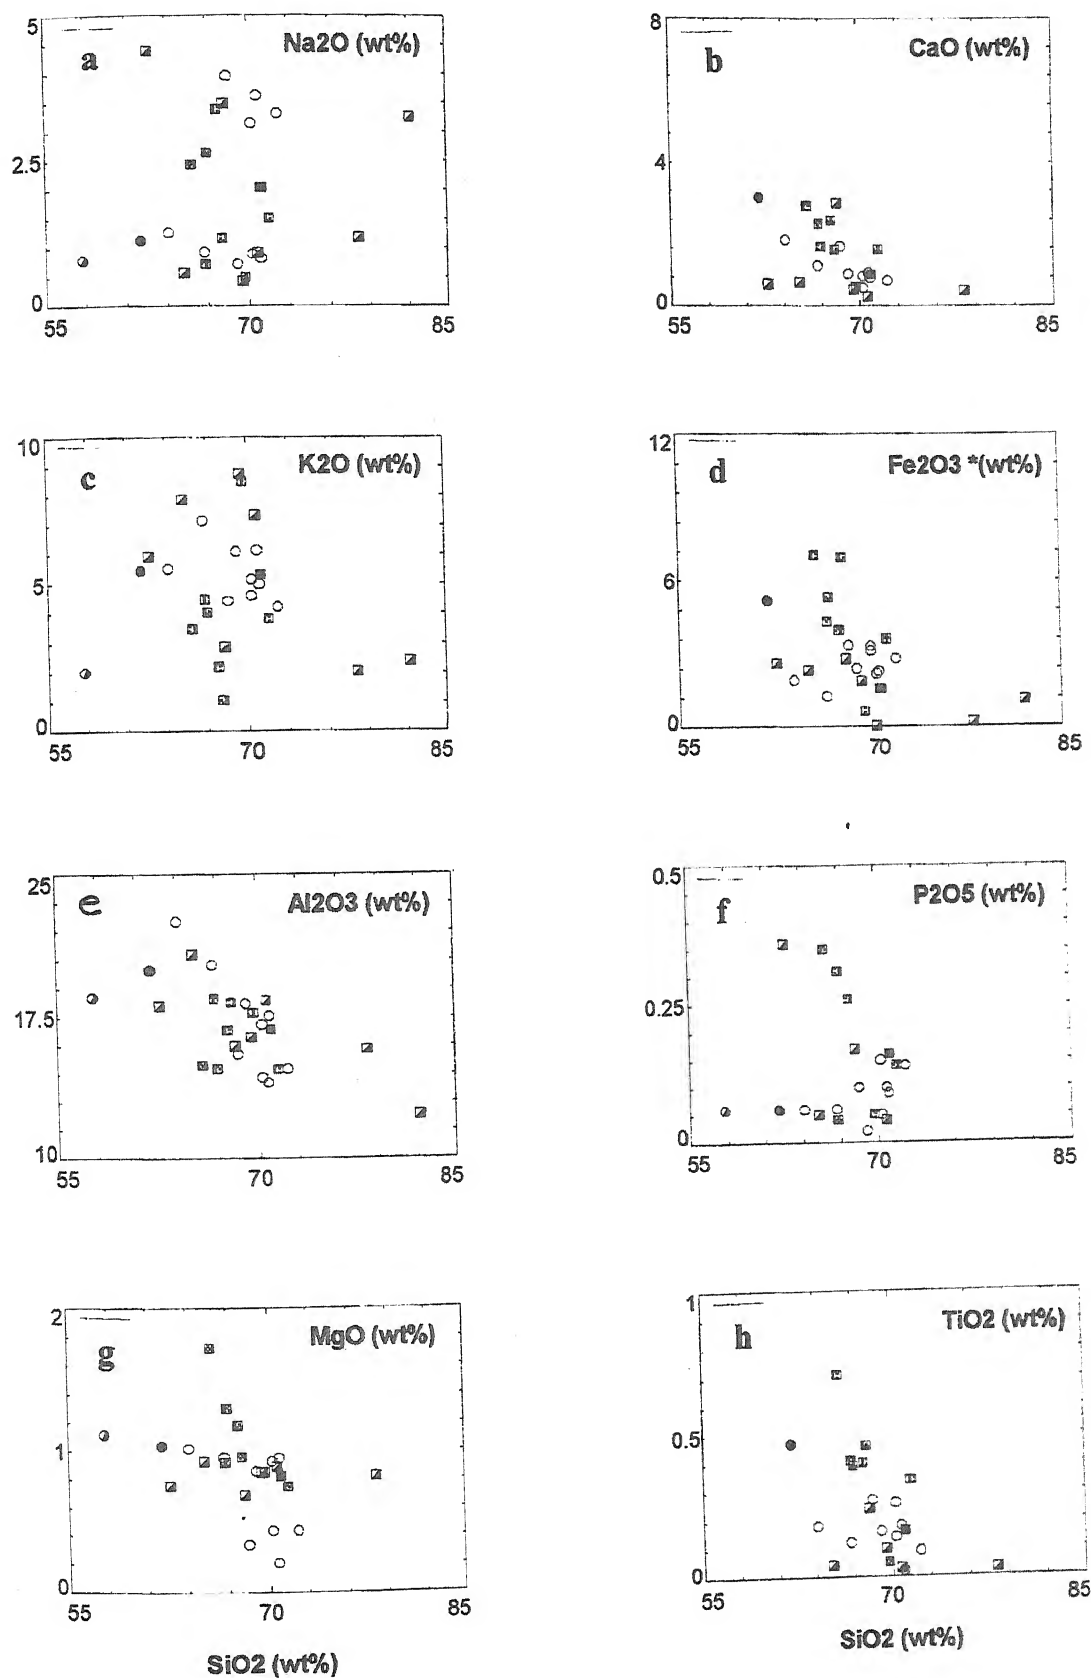 5
a
Na2O (wt%)
2.5
0
55
70
85
8
b
CaO (wt%)
4
0
55
70
85
10
c
K2O (wt%)
5
0
55
70
85
12
d
Fe2O3 *(wt%)
6
0
55
70
85
25
e
Al2O3 (wt%)
17.5
10
55
70
85
0.5
f
P2O5 (wt%)
0.25
0
55
70
85
2
g
MgO (wt%)
1
0
55
70
85
SiO2 (wt%)
1
h
TiO2 (wt%)
0.5
0
55
70
85
SiO2 (wt%)